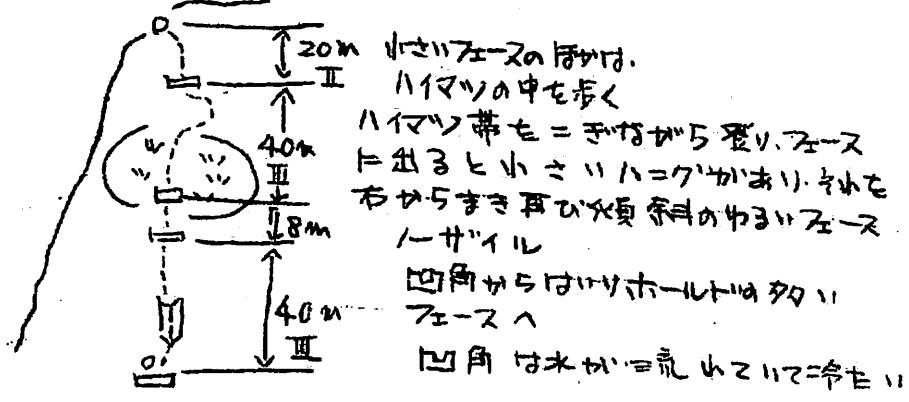 20m
II
小さいフェースのほかは、
ハイマツの中を歩く
40m
III
ハイマツ帯をこぎながら登り、フェース
に出ると小さいハングがあり、それを
右からまき再び傾斜のゆるいフェース
8m
ノーザイル
40m
III
凹角からはいりホールドの多い
フェースへ
凹角は水が流れていて冷たい